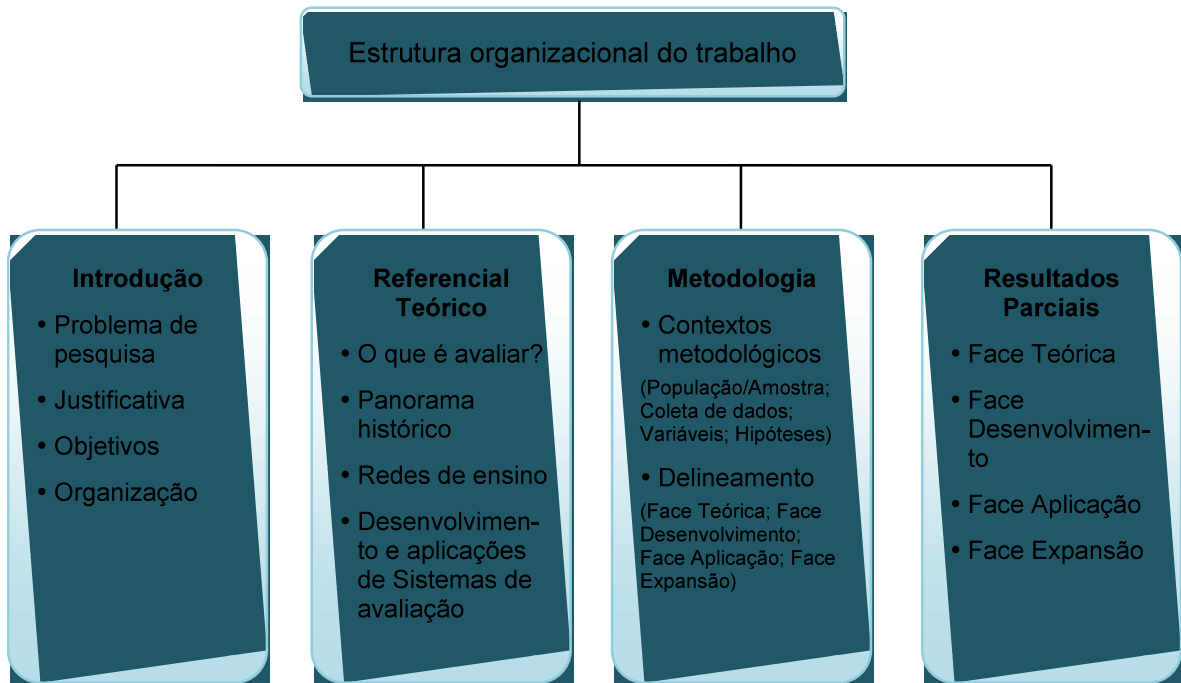 Estrutura organizacional do trabalho
Introdução
• Problema de
pesquisa
• Justificativa
• Objetivos
• Organização
Referencial
Teórico
• O que é avaliar?
• Panorama
histórico
• Redes de ensino
• Desenvolvimen-
to e aplicações
de Sistemas de
avaliação
Metodologia
• Contextos
metodológicos
(População/Amostra;
Coleta de dados;
Variáveis; Hipóteses)
• Delineamento
(Face Teórica; Face
Desenvolvimento;
Face Aplicação; Face
Expansão)
Resultados
Parciais
• Face Teórica
• Face
Desenvolvimen-
to
• Face Aplicação
• Face Expansão